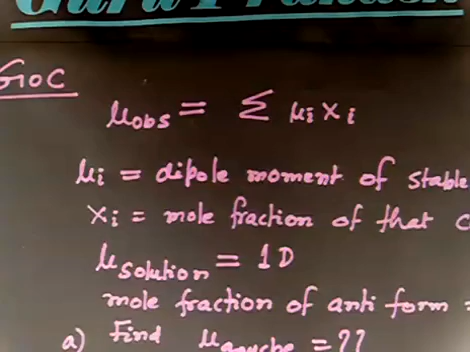 GOC
μobs = Σ μi xi
μi = dipole moment of stable
xi = mole fraction of that
μsolution = 1D
mole fraction of anti form =
a) Find μgauche = ??